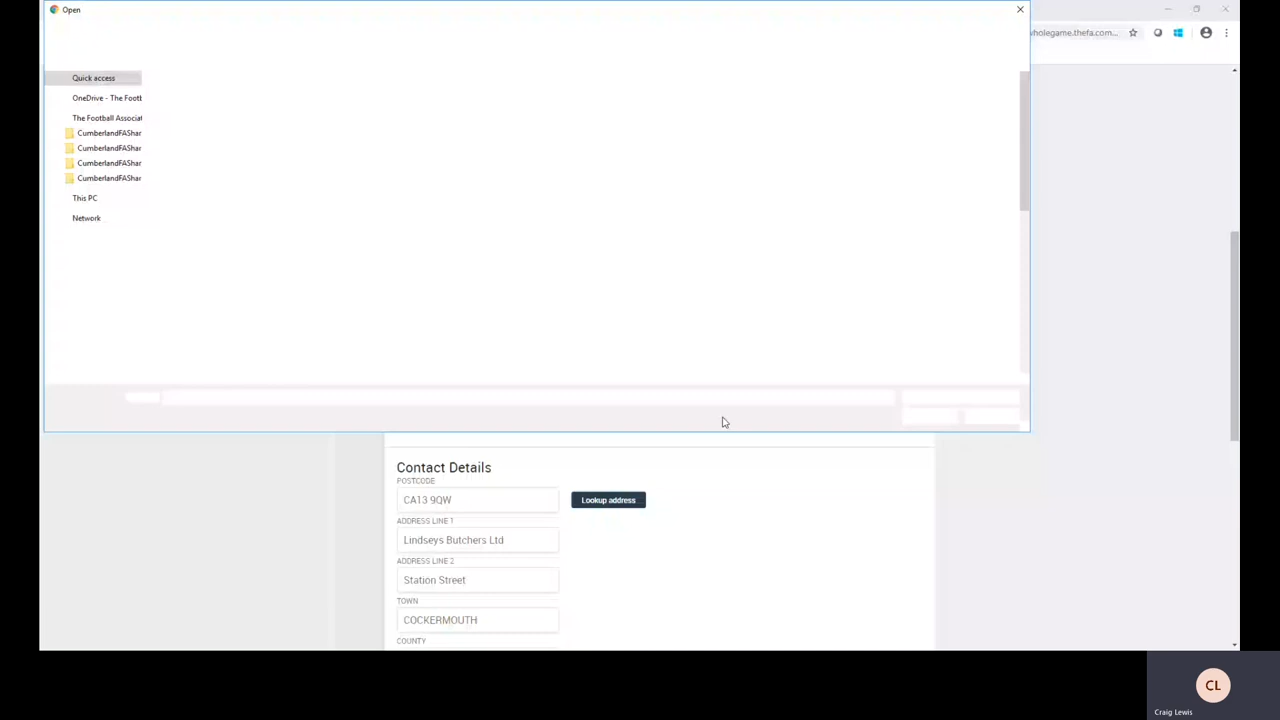 Open
wholegame.thefa.com...
Quick access
OneDrive - The Footb
The Football Associat
CumberlandFAShar
CumberlandFAShar
CumberlandFAShar
CumberlandFAShar
This PC
Network
Contact Details
POSTCODE
CA13 9QW
Lookup address
ADDRESS LINE 1
Lindseys Butchers Ltd
ADDRESS LINE 2
Station Street
TOWN
COCKERMOUTH
COUNTY
CL
Craig Lewis